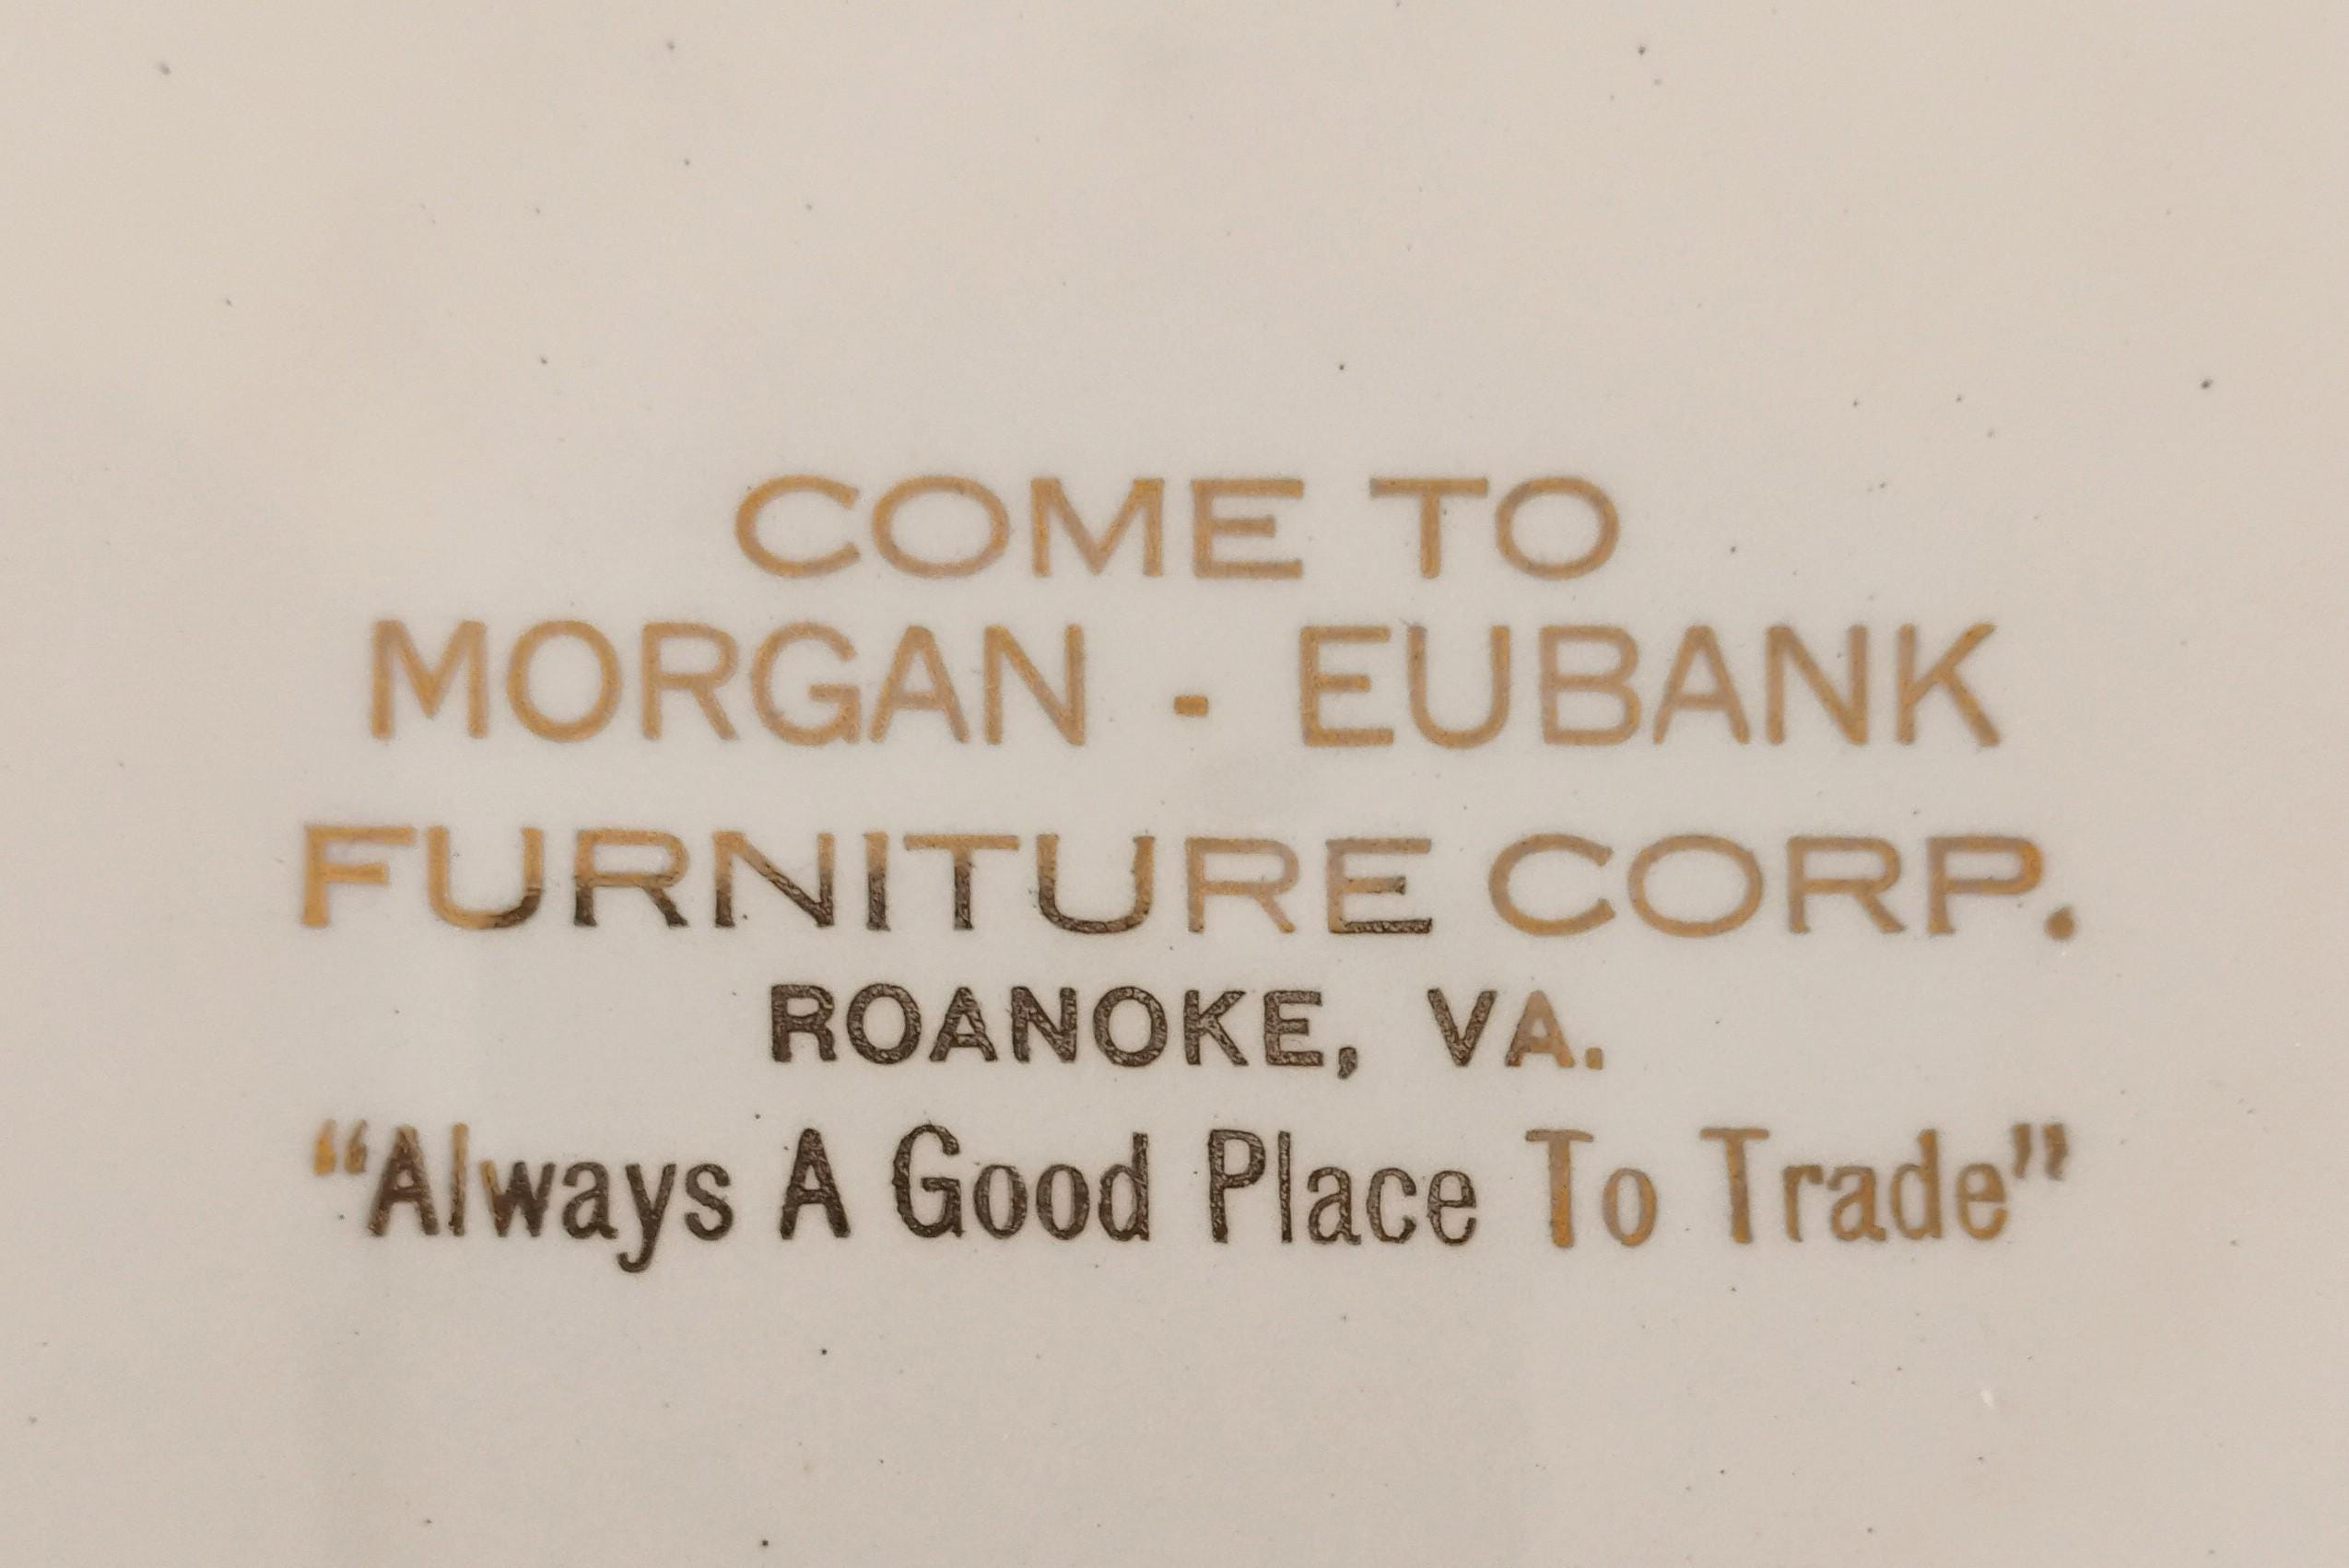 COME TO
MORGAN - EUBANK
FURNITURE CORP.
ROANOKE, VA.
“Always A Good Place To Trade”